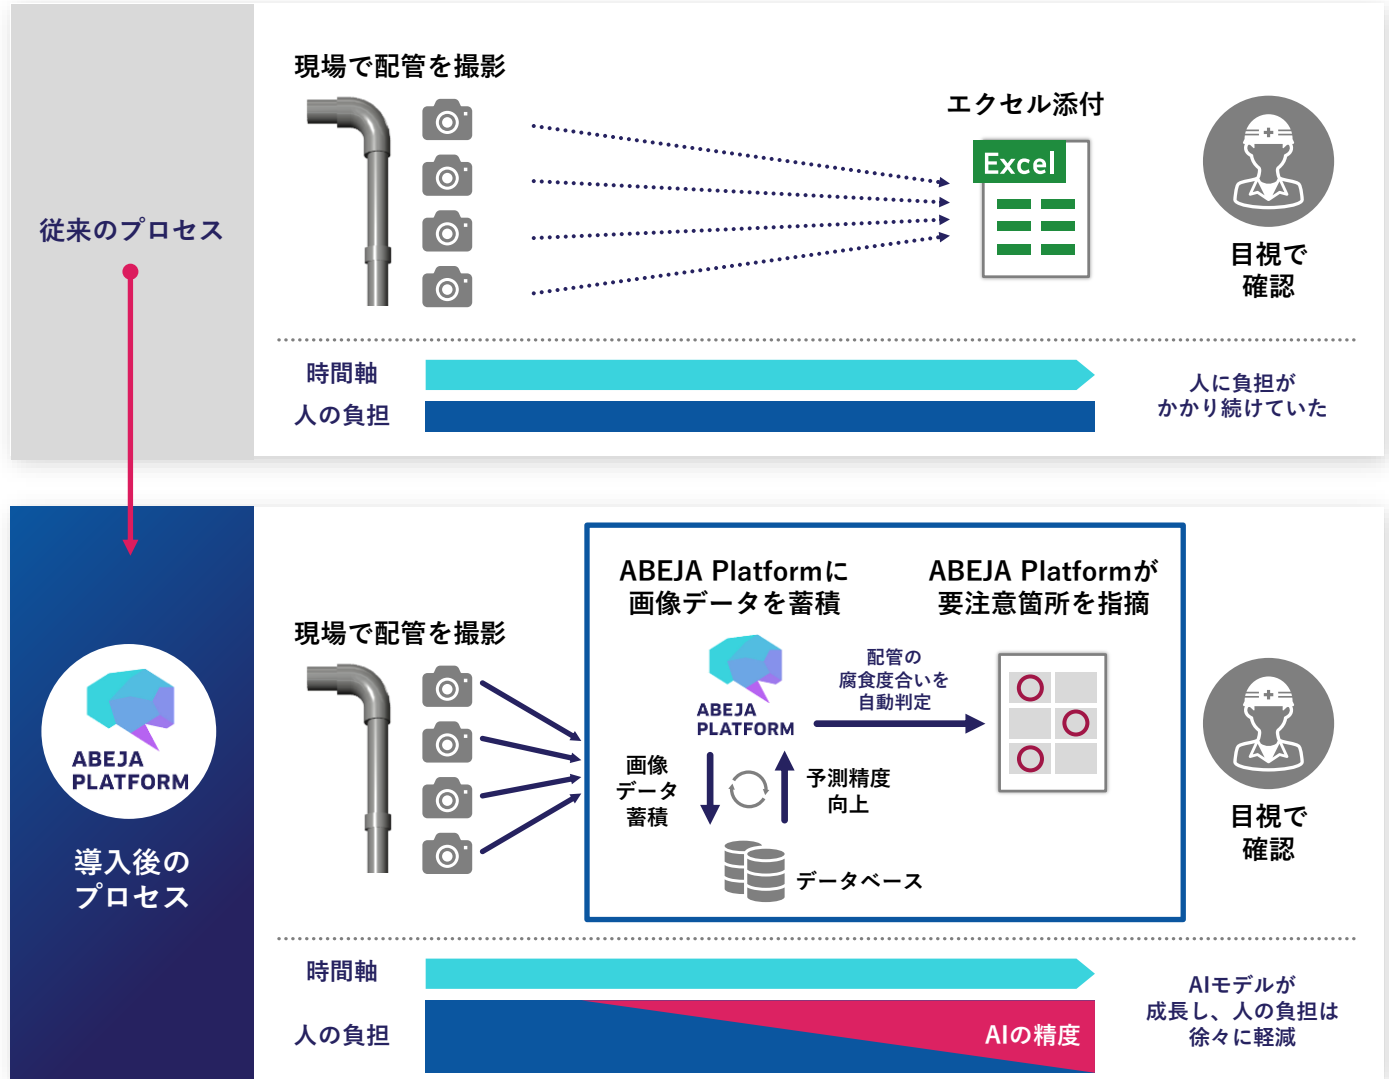 現場で配管を撮影
エクセル添付
Excel
従来のプロセス
目視で
確認
時間軸
人の負担
人に負担が
かかり続けていた
ABEJA Platformに
画像データを蓄積
ABEJA Platformが
要注意箇所を指摘
現場で配管を撮影
配管の
腐食度合いを
自動判定
ABEJA
PLATFORM
ABEJA
PLATFORM
画像
データ
蓄積
予測精度
向上
目視で
確認
導入後の
プロセス
データベース
時間軸
人の負担
AIの精度
AIモデルが
成長し、人の負担は
徐々に軽減